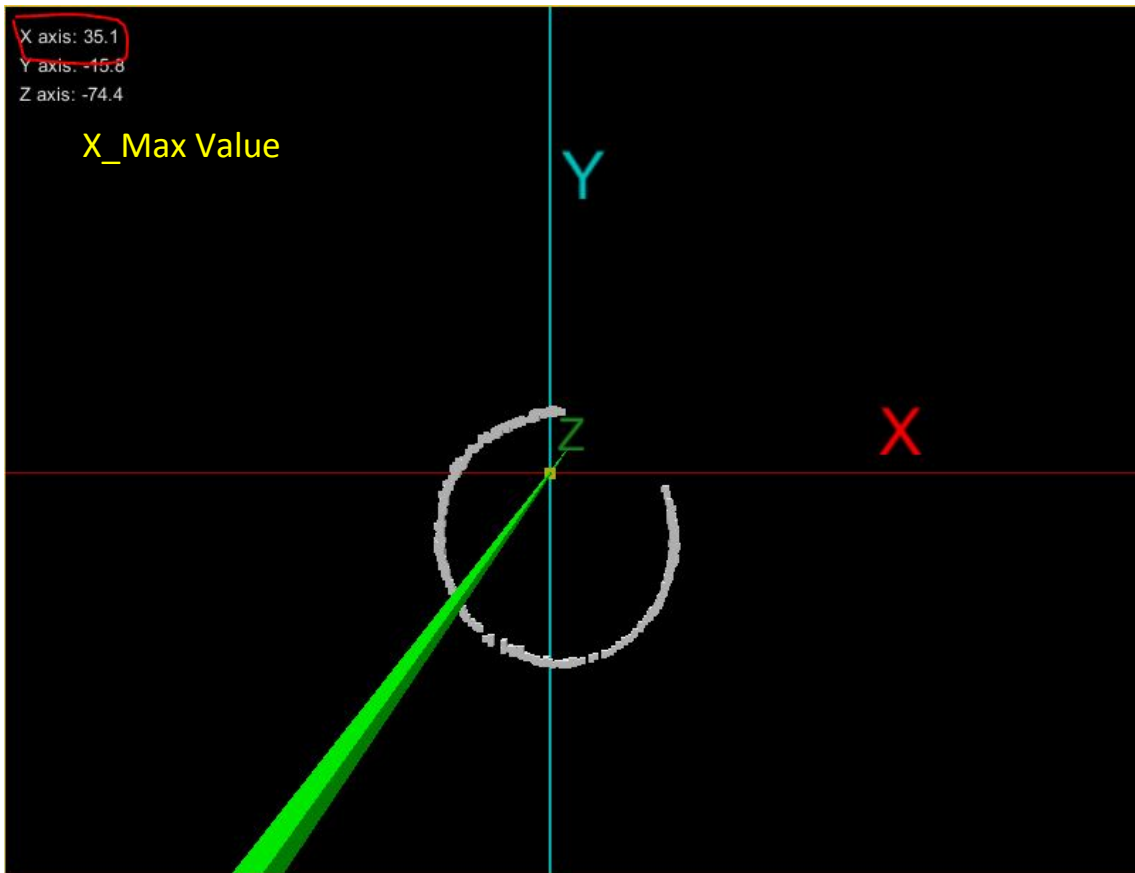 X axis: 35.1
Y axis: -15.8
Z axis: -74.4
X_Max Value
Y
Z
X